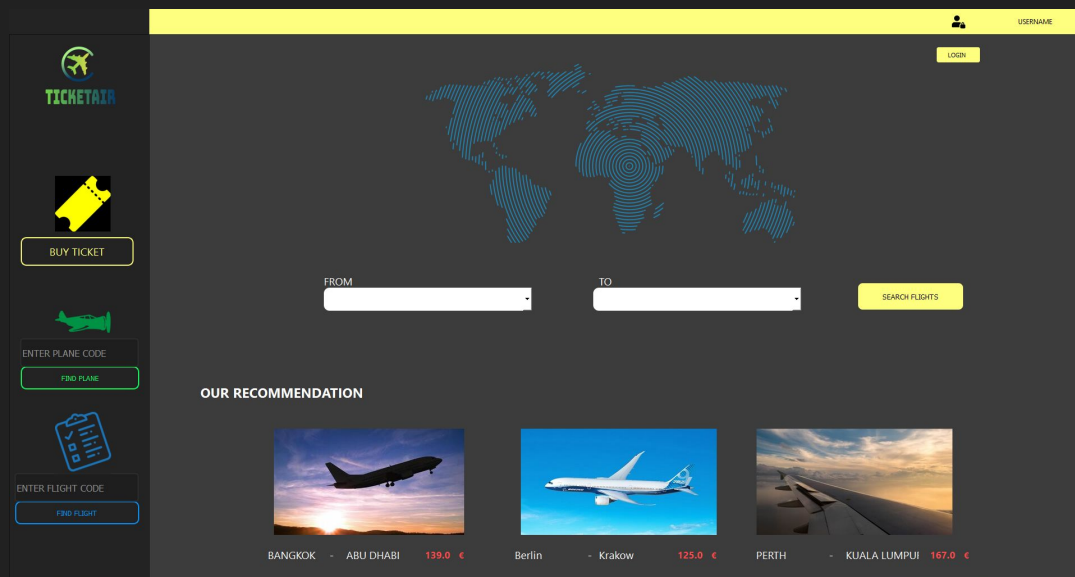 USERNAME
LOGIN
TICKETAIR
BUY TICKET
FROM
TO
SEARCH FLIGHTS
ENTER PLANE CODE
FIND PLANE
OUR RECOMMENDATION
ENTER FLIGHT CODE
FIND FLIGHT
BANGKOK - ABU DHABI 139.0 €
Berlin - Krakow 125.0 €
PERTH - KUALA LUMPUI 167.0 €